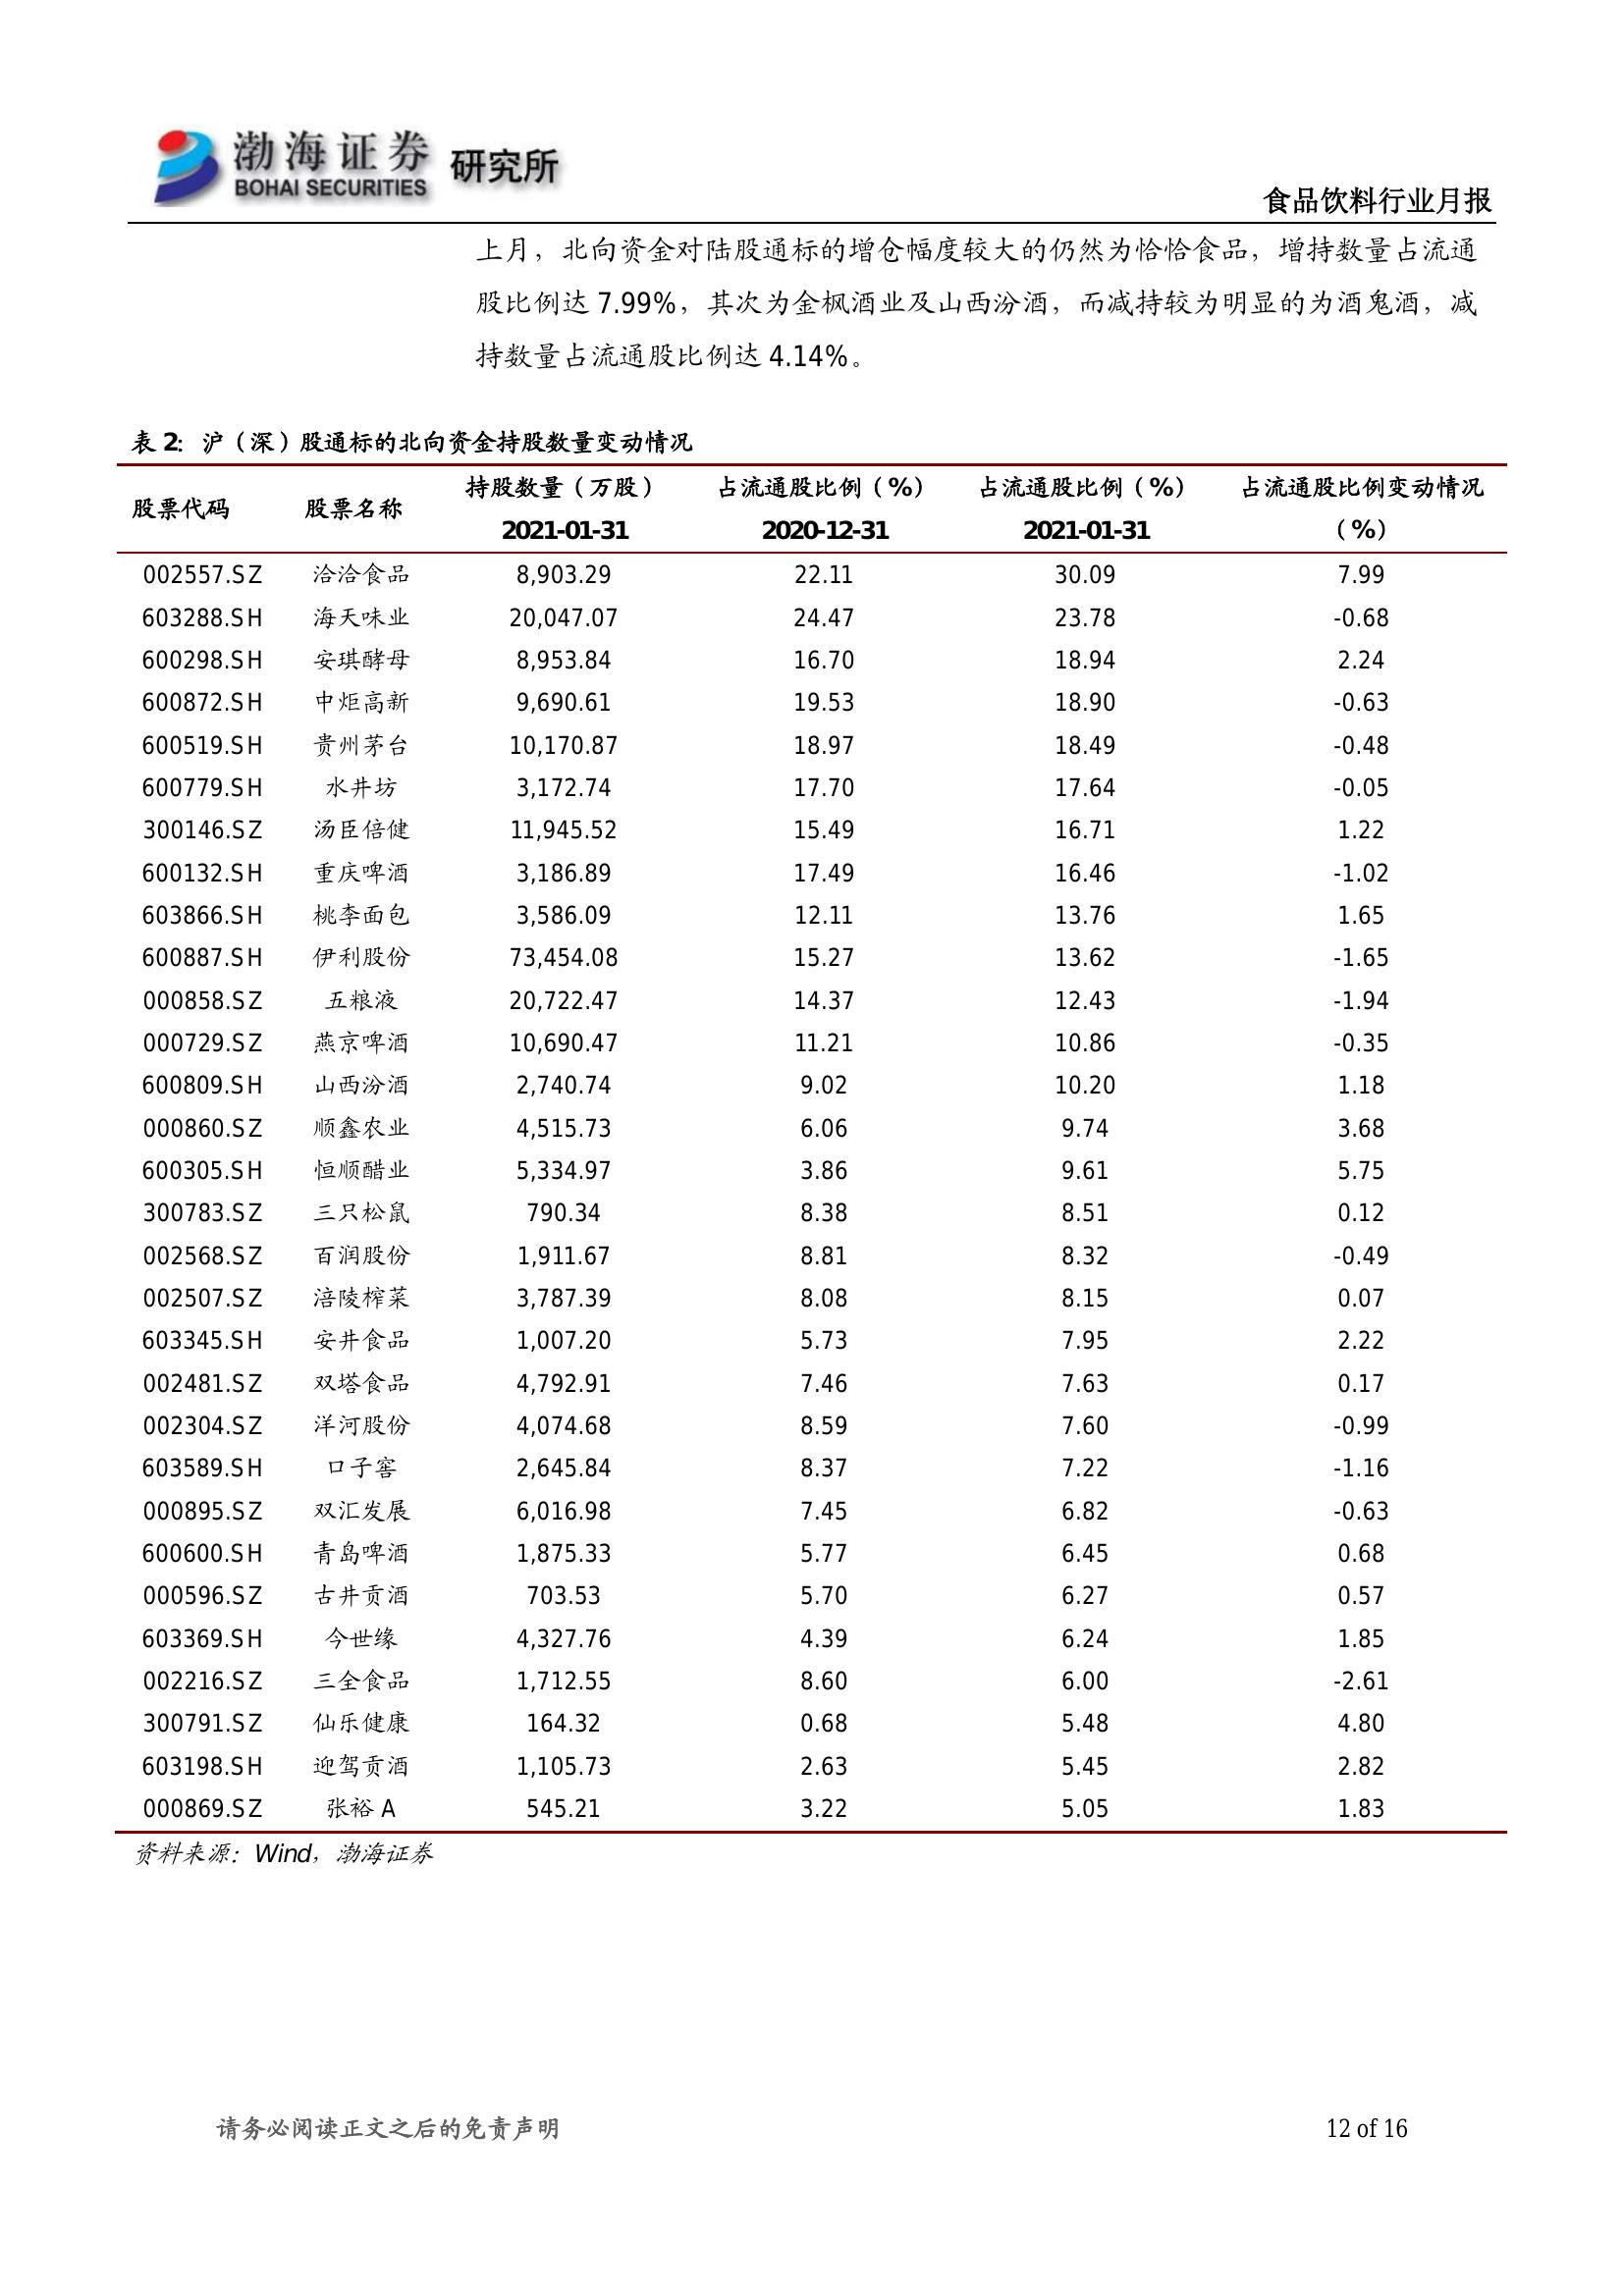 渤海证券 研究所
BOHAI SECURITIES
食品饮料行业月报
上月，北向资金对陆股通标的增仓幅度较大的仍然为恰恰食品，增持数量占流通
股比例达 7.99%，其次为金枫酒业及山西汾酒，而减持较为明显的为酒鬼酒，减
持数量占流通股比例达 4.14%。
表 2：沪（深）股通标的北向资金持股数量变动情况
股票代码 股票名称 持股数量（万股） 占流通股比例（%） 占流通股比例（%） 占流通股比例变动情况
2021-01-31 2020-12-31 2021-01-31 （%）
002557.SZ 洽洽食品 8,903.29 22.11 30.09 7.99
603288.SH 海天味业 20,047.07 24.47 23.78 -0.68
600298.SH 安琪酵母 8,953.84 16.70 18.94 2.24
600872.SH 中炬高新 9,690.61 19.53 18.90 -0.63
600519.SH 贵州茅台 10,170.87 18.97 18.49 -0.48
600779.SH 水井坊 3,172.74 17.70 17.64 -0.05
300146.SZ 汤臣倍健 11,945.52 15.49 16.71 1.22
600132.SH 重庆啤酒 3,186.89 17.49 16.46 -1.02
603866.SH 桃李面包 3,586.09 12.11 13.76 1.65
600887.SH 伊利股份 73,454.08 15.27 13.62 -1.65
000858.SZ 五粮液 20,722.47 14.37 12.43 -1.94
000729.SZ 燕京啤酒 10,690.47 11.21 10.86 -0.35
600809.SH 山西汾酒 2,740.74 9.02 10.20 1.18
000860.SZ 顺鑫农业 4,515.73 6.06 9.74 3.68
600305.SH 恒顺醋业 5,334.97 3.86 9.61 5.75
300783.SZ 三只松鼠 790.34 8.38 8.51 0.12
002568.SZ 百润股份 1,911.67 8.81 8.32 -0.49
002507.SZ 涪陵榨菜 3,787.39 8.08 8.15 0.07
603345.SH 安井食品 1,007.20 5.73 7.95 2.22
002481.SZ 双塔食品 4,792.91 7.46 7.63 0.17
002304.SZ 洋河股份 4,074.68 8.59 7.60 -0.99
603589.SH 口子窖 2,645.84 8.37 7.22 -1.16
000895.SZ 双汇发展 6,016.98 7.45 6.82 -0.63
600600.SH 青岛啤酒 1,875.33 5.77 6.45 0.68
000596.SZ 古井贡酒 703.53 5.70 6.27 0.57
603369.SH 今世缘 4,327.76 4.39 6.24 1.85
002216.SZ 三全食品 1,712.55 8.60 6.00 -2.61
300791.SZ 仙乐健康 164.32 0.68 5.48 4.80
603198.SH 迎驾贡酒 1,105.73 2.63 5.45 2.82
000869.SZ 张裕 A 545.21 3.22 5.05 1.83
资料来源：Wind，渤海证券
请务必阅读正文之后的免责声明 12 of 16